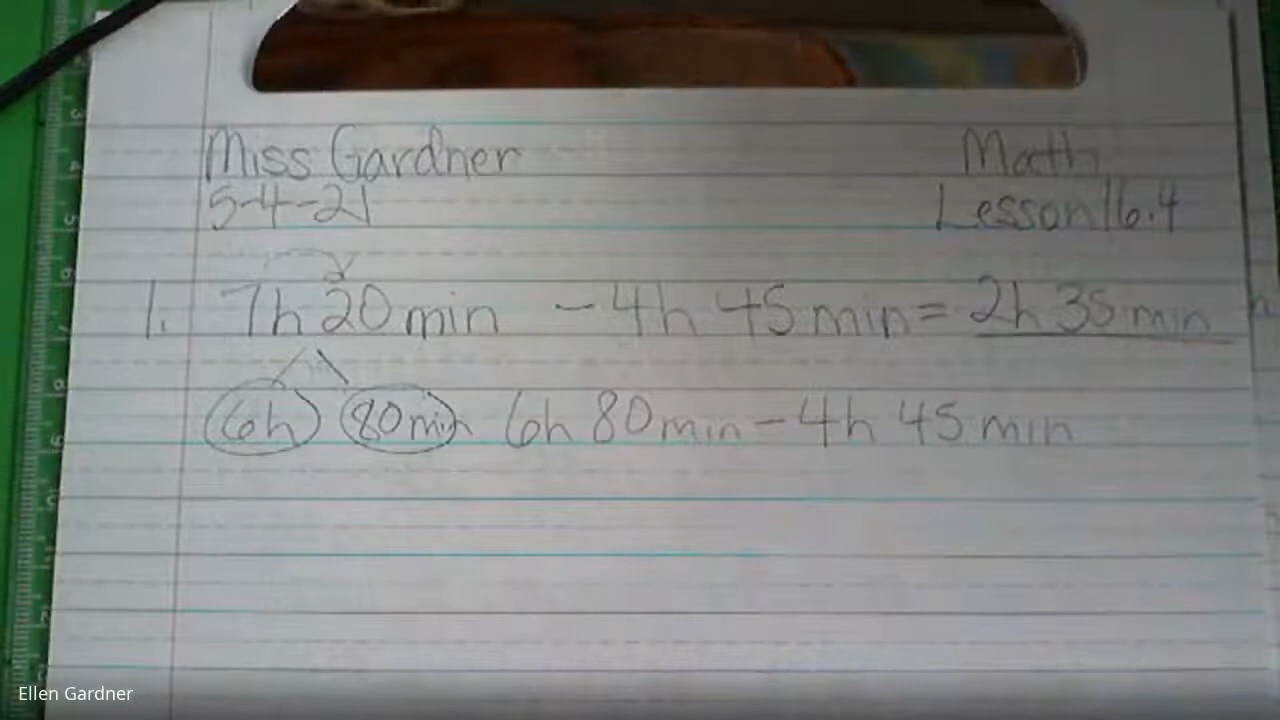 Miss Gardner Math
5-4-21 Lesson 16.4
1. 7h 20 min - 4h 45 min = 2h 35 min
6h 80 min 6h 80 min - 4h 45 min
Ellen Gardner